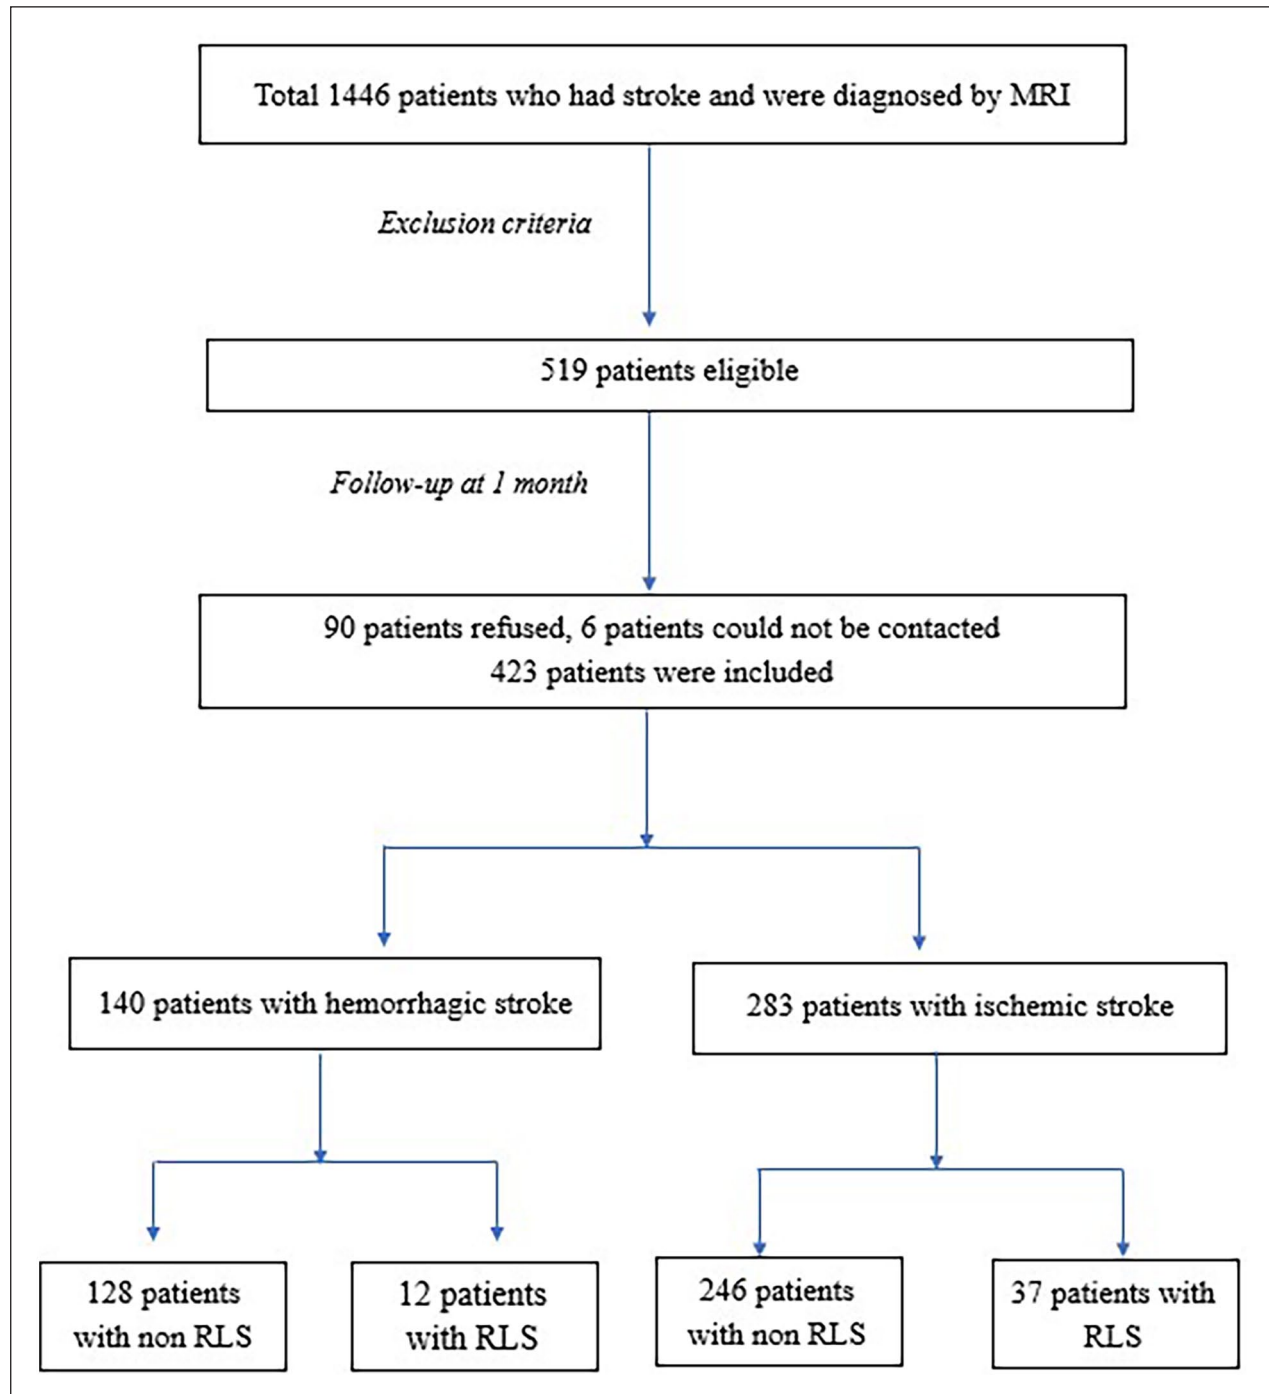 Total 1446 patients who had stroke and were diagnosed by MRI
Exclusion criteria
519 patients eligible
Follow-up at 1 month
90 patients refused, 6 patients could not be contacted
423 patients were included
140 patients with hemorrhagic stroke
283 patients with ischemic stroke
128 patients
with non RLS
12 patients
with RLS
246 patients
with non RLS
37 patients with
RLS